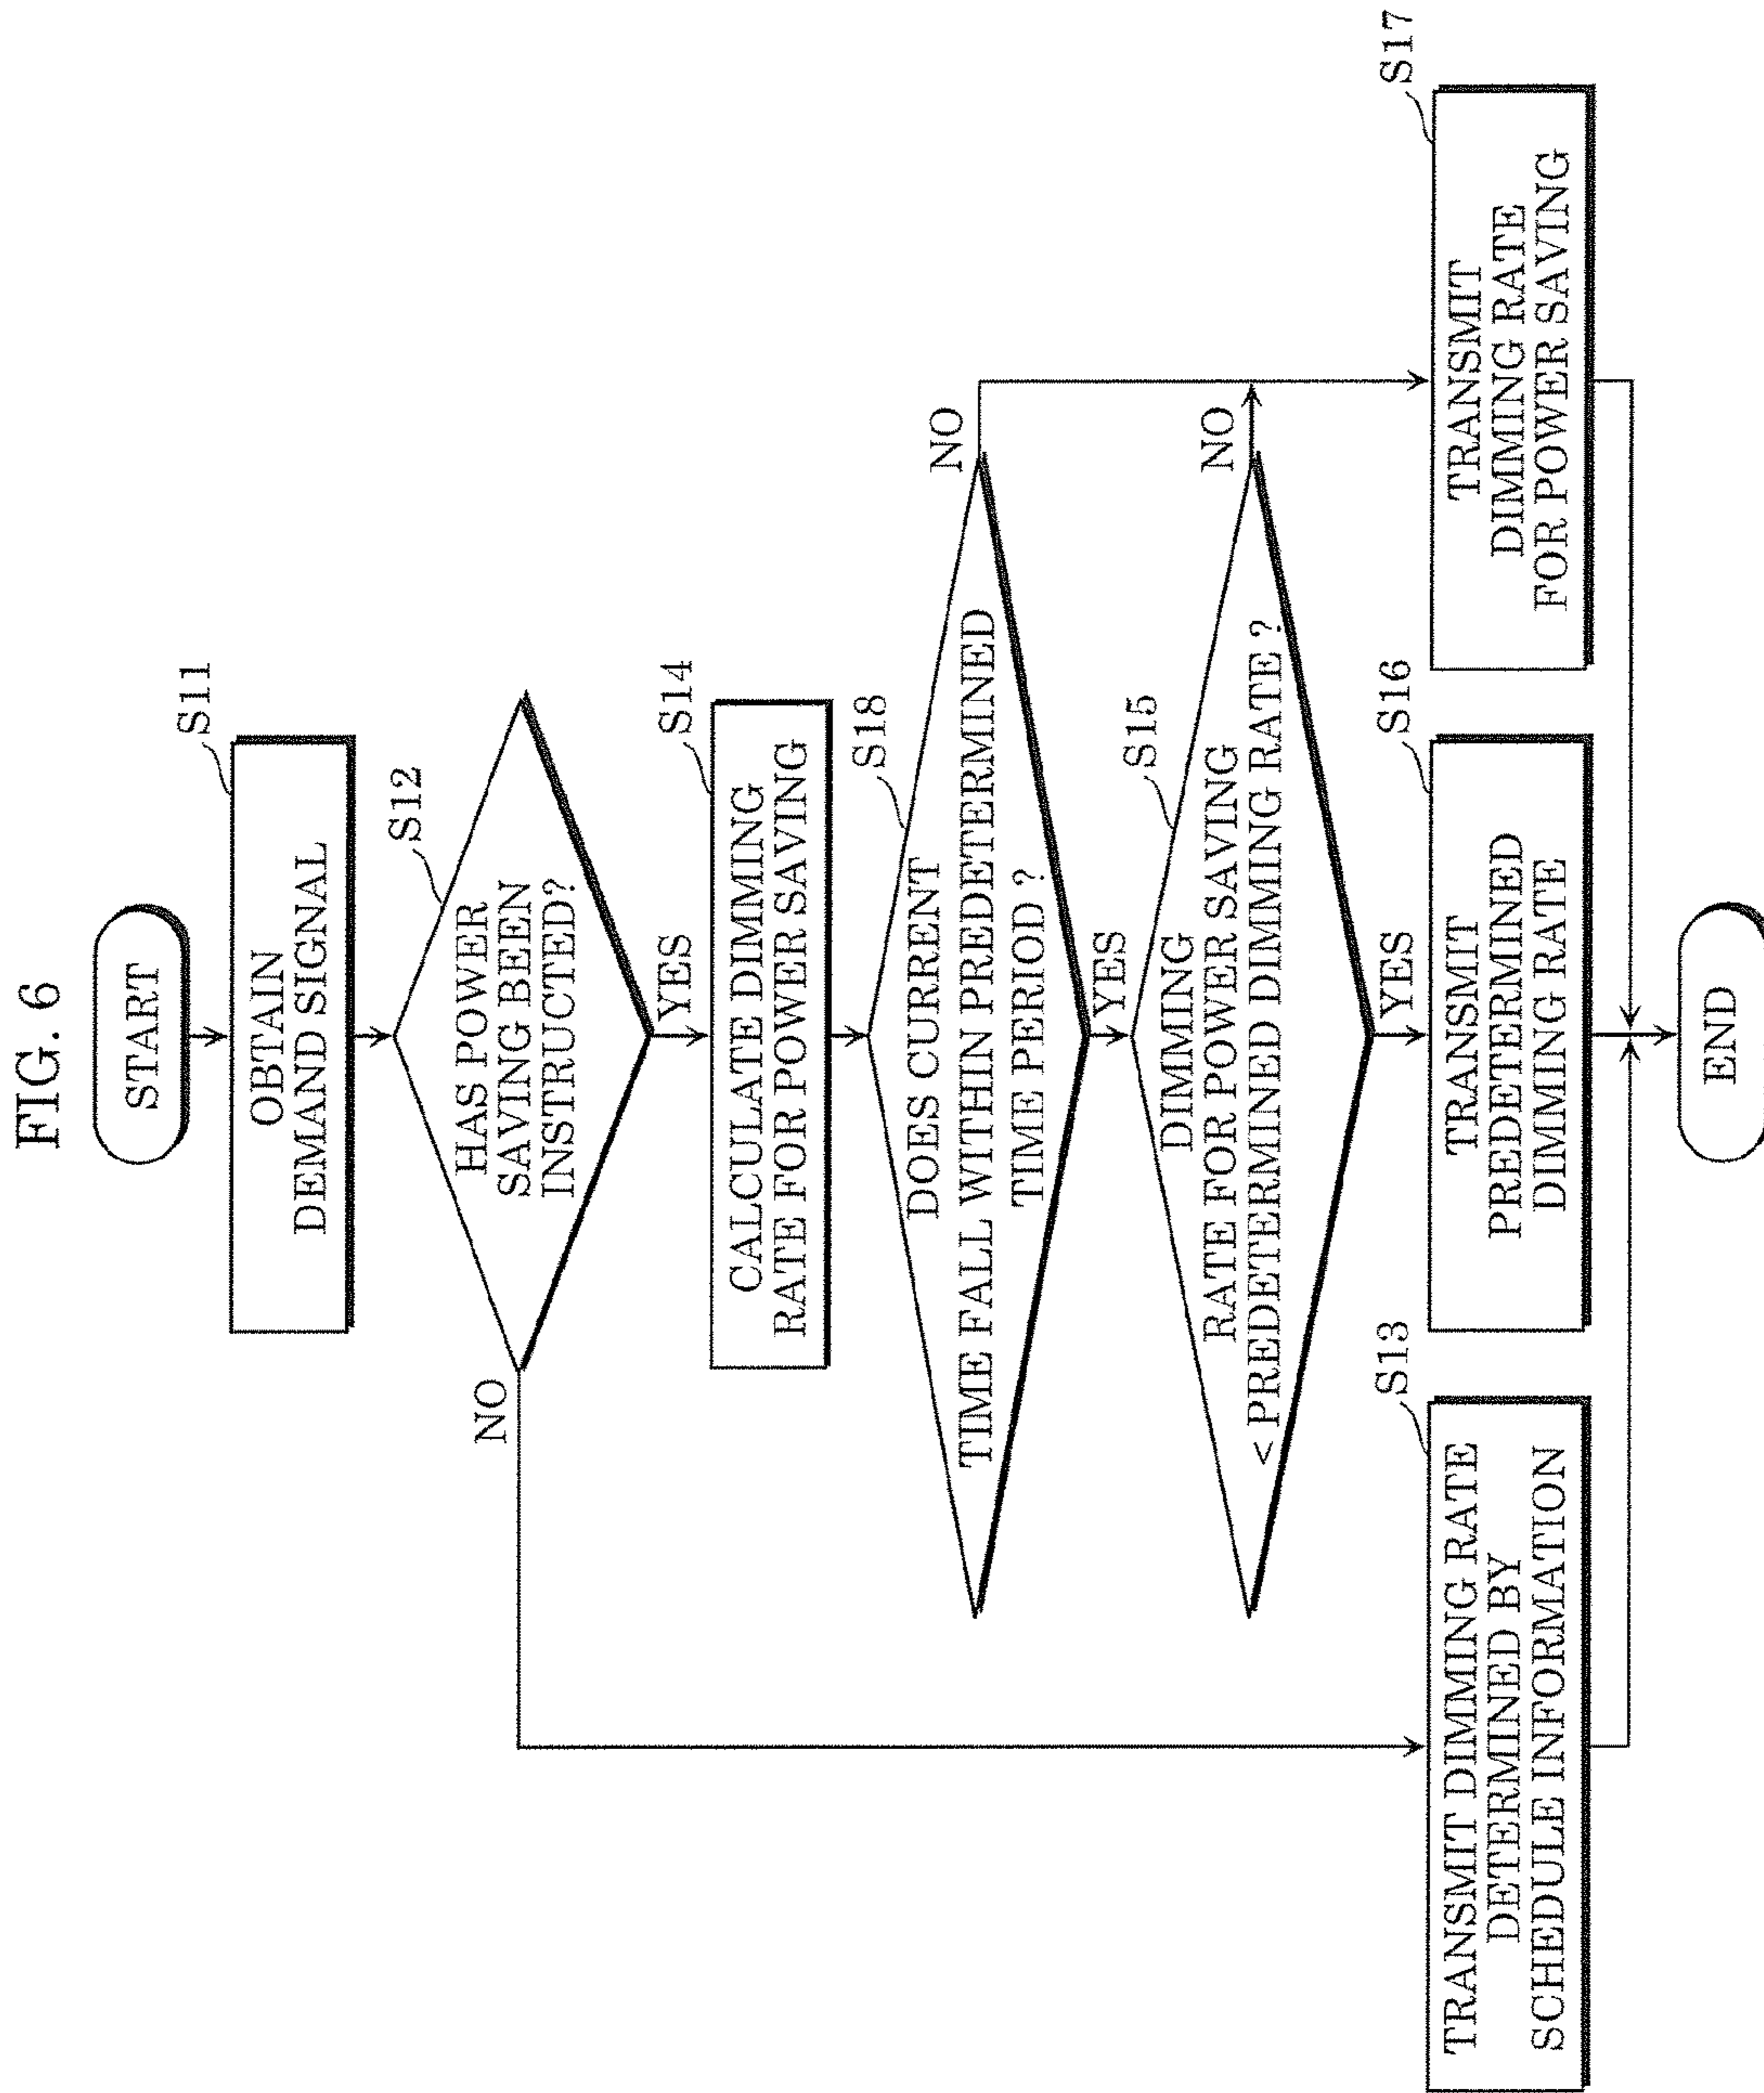 FIG. 6
START
S11
OBTAIN
DEMAND SIGNAL
S12
HAS POWER
SAVING BEEN
INSTRUCTED?
NO
YES
S14
CALCULATE DIMMING
RATE FOR POWER SAVING
S18
DOES CURRENT
TIME FALL WITHIN PREDETERMINED
TIME PERIOD ?
NO
YES
S15
DIMMING
RATE FOR POWER SAVING
< PREDETERMINED DIMMING RATE ?
NO
YES
S13
TRANSMIT DIMMING RATE
DETERMINED BY
SCHEDULE INFORMATION
S16
TRANSMIT
PREDETERMINED
DIMMING RATE
S17
TRANSMIT
DIMMING RATE
FOR POWER SAVING
END